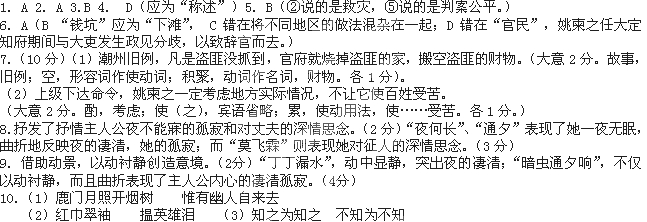 1. A 2. A 3.B 4. D（应为“称述”）5. B（②说的是救灾，⑤说的是判案公平。）
6. A（B “钱坑”应为“下滩”， C 错在将不同地区的做法混杂在一起；D 错在“官民”，姚柬之任大定
知府期间与大吏发生政见分歧，以致辞官而去。）
7.（10 分）（1）潮州旧例，凡是盗匪没抓到，官府就烧掉盗匪的家，搬空盗匪的财物。（大意 2 分。故事，
旧例；空，形容词作使动词；积聚，动词作名词，财物。各 1 分）。
（2）上级下达命令，姚柬之一定考虑地方实际情况，不让它使百姓受苦。
（大意 2 分。酌，考虑；使（之），宾语省略；累，使动用法，使……受苦。各 1 分。）
8.抒发了抒情主人公夜不能寐的孤寂和对丈夫的深情思念。（2 分）“夜何长”、“通夕”表现了她一夜无眠，
曲折地反映夜的凄清，她的孤寂；而“莫飞霖”则表现她对征人的深情思念。（3 分）
9. 借助动景，以动衬静创造意境。（2分）“丁丁漏水”，动中显静，突出夜的凄清；“暗虫通夕响”，不仅
以动衬静，而且曲折表现了主人公内心的凄清孤寂。（4分）
10.（1）鹿门月照开烟树 惟有幽人自来去
（2）红巾翠袖 揾英雄泪 （3）知之为知之 不知为不知